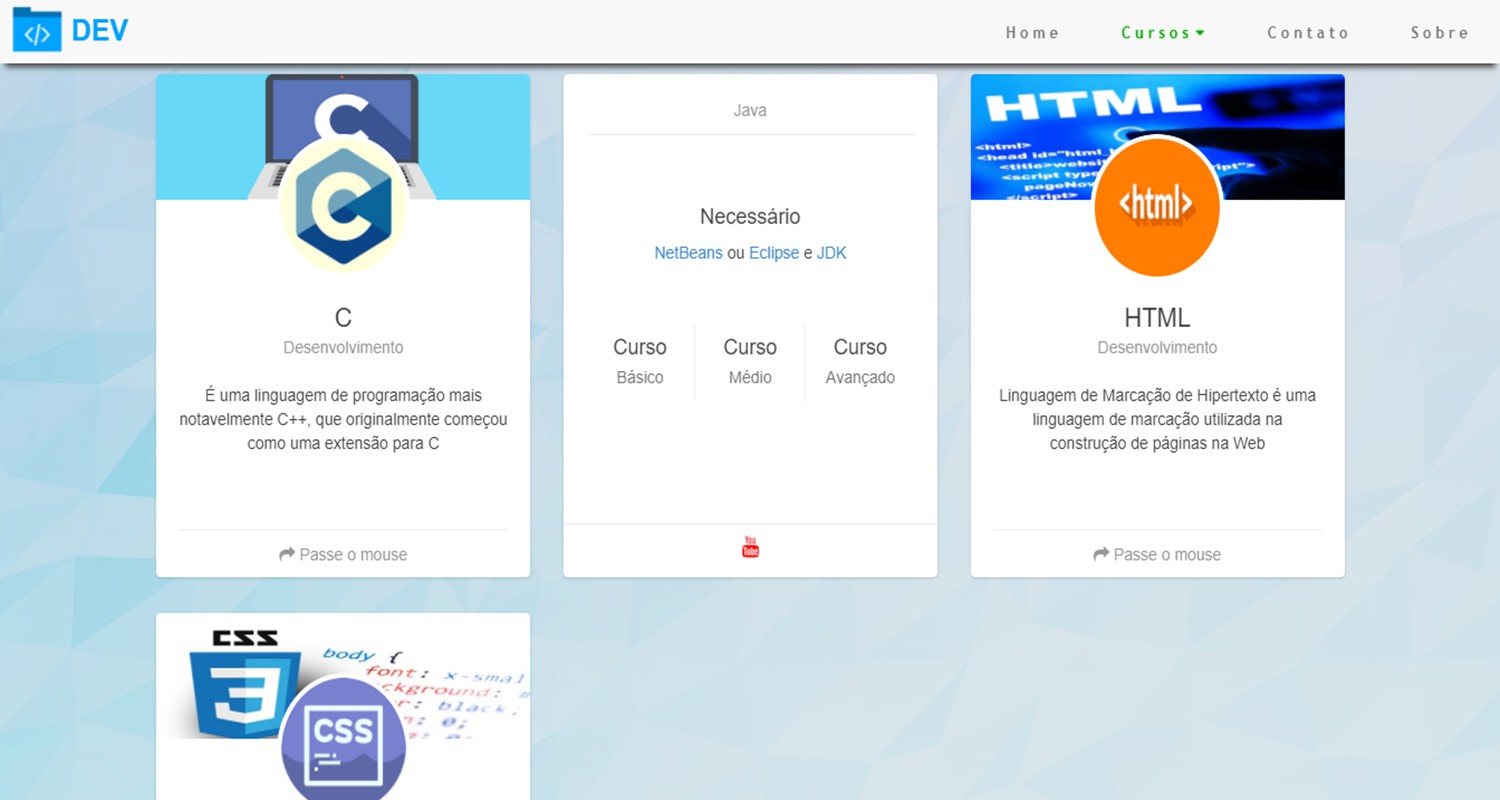 </>
DEV
Home
Cursos
Contato
Sobre
C
C
C
Desenvolvimento
É uma linguagem de programação mais
notavelmente C++, que originalmente começou
como uma extensão para C
Passe o mouse
Java
Necessário
NetBeans ou Eclipse e JDK
Curso
Básico
Curso
Médio
Curso
Avançado
You
Tube
HTML
<html>
<head id="html_
<title>
<script type
pageNov
</script>
<html>
HTML
Desenvolvimento
Linguagem de Marcação de Hipertexto é uma
linguagem de marcação utilizada na
construção de páginas na Web
Passe o mouse
CSS
3
body {
font: x-smal
ckground: #
r: black;
n: 0;
CSS